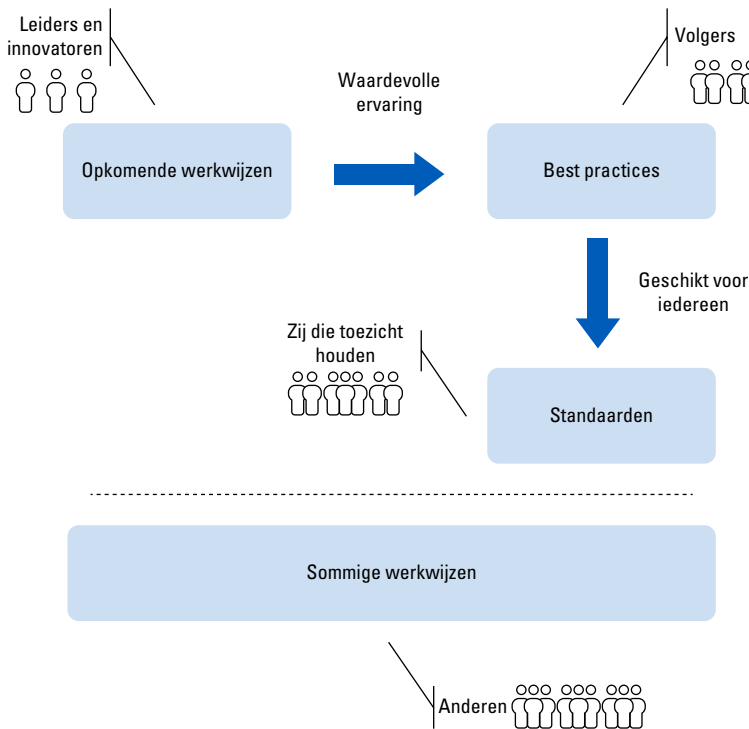 Leiders en
innovatoren
Waardevolle
ervaring
Volgers
Opkomende werkwijzen
Best practices
Geschikt voor
iedereen
Zij die toezicht
houden
Standaarden
Sommige werkwijzen
Anderen